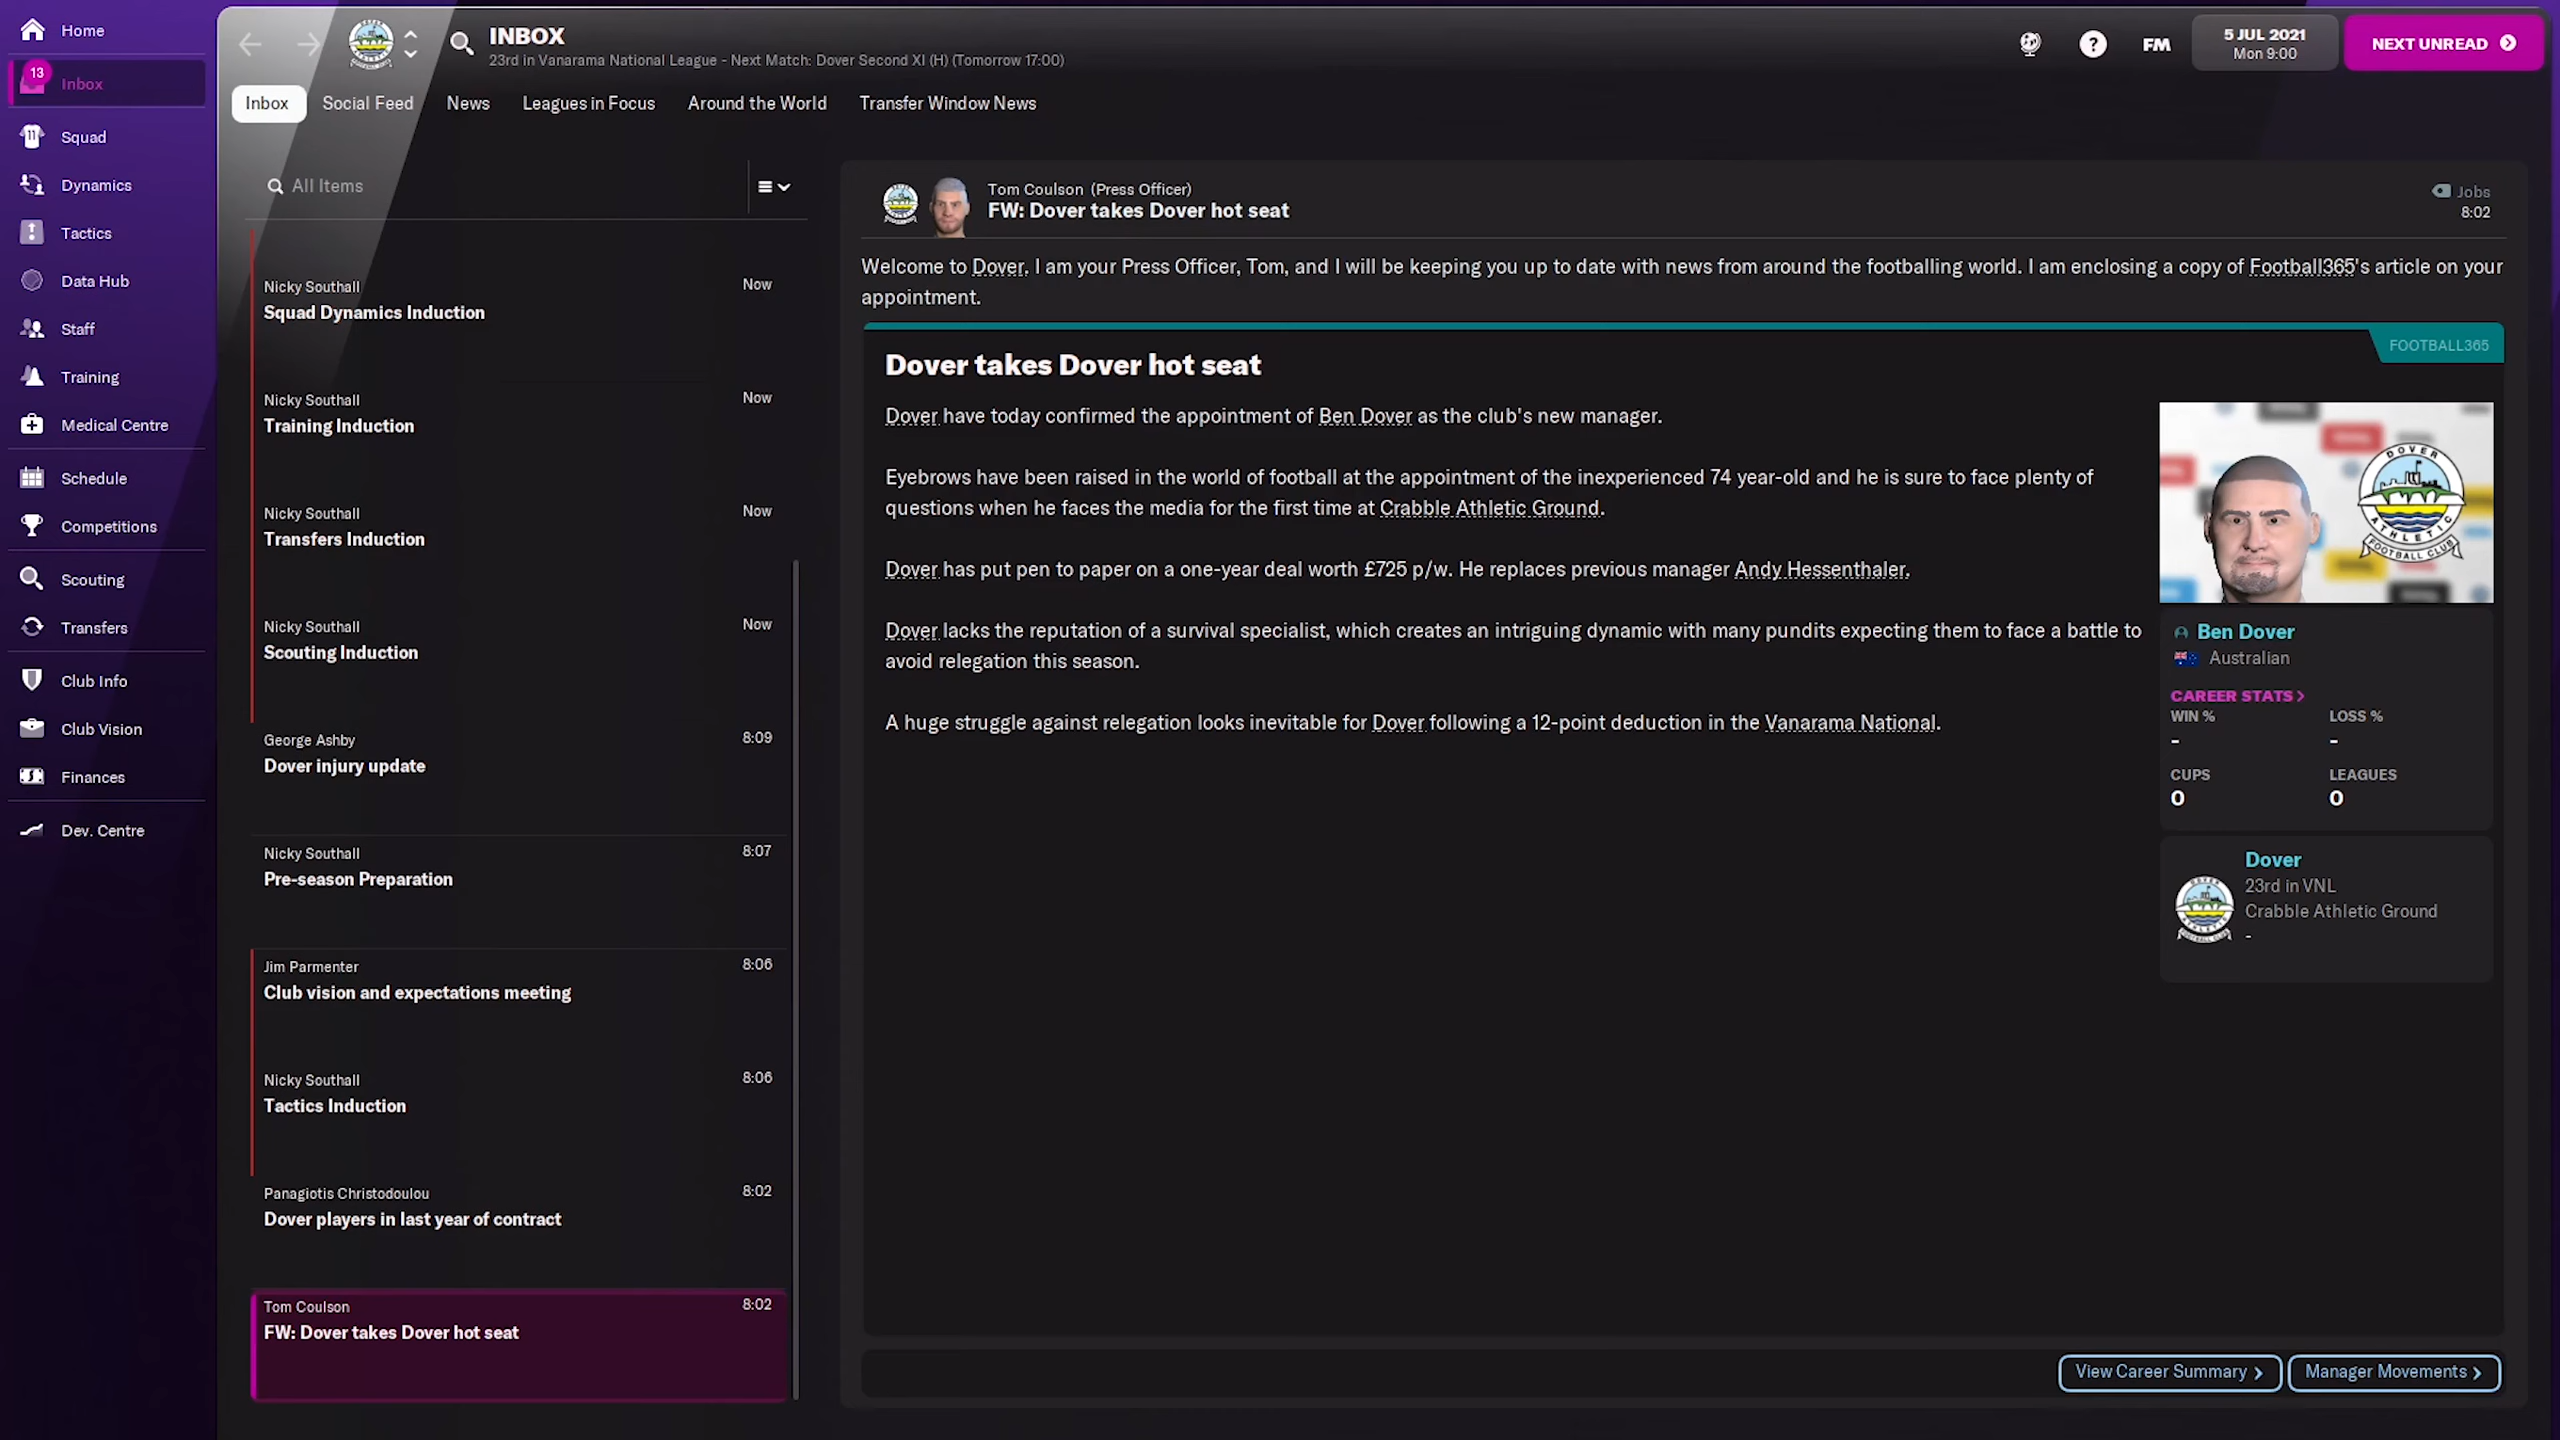 Home
13
Inbox
Squad
Dynamics
Tactics
Data Hub
Staff
Training
Medical Centre
Schedule
Competitions
Scouting
Transfers
Club Info
Club Vision
Finances
Dev. Centre
INBOX
23rd in Vanarama National League - Next Match: Dover Second XI (H) (Tomorrow 17:00)
FM
5 JUL 2021
Mon 9:00
NEXT UNREAD
Inbox
Social Feed
News
Leagues in Focus
Around the World
Transfer Window News
All Items
Nicky Southall
Now
Squad Dynamics Induction
Nicky Southall
Now
Training Induction
Nicky Southall
Now
Transfers Induction
Nicky Southall
Now
Scouting Induction
George Ashby
8:09
Dover injury update
Nicky Southall
8:07
Pre-season Preparation
Jim Parmenter
8:06
Club vision and expectations meeting
Nicky Southall
8:06
Tactics Induction
Panagiotis Christodoulou
8:02
Dover players in last year of contract
Tom Coulson
8:02
FW: Dover takes Dover hot seat
Tom Coulson (Press Officer)
FW: Dover takes Dover hot seat
Jobs
8:02
Welcome to Dover. I am your Press Officer, Tom, and I will be keeping you up to date with news from around the footballing world. I am enclosing a copy of Football365's article on your
appointment.
FOOTBALL365
Dover takes Dover hot seat
Dover have today confirmed the appointment of Ben Dover as the club's new manager.
Eyebrows have been raised in the world of football at the appointment of the inexperienced 74 year-old and he is sure to face plenty of
questions when he faces the media for the first time at Crabble Athletic Ground.
Dover has put pen to paper on a one-year deal worth £725 p/w. He replaces previous manager Andy Hessenthaler.
Dover lacks the reputation of a survival specialist, which creates an intriguing dynamic with many pundits expecting them to face a battle to
avoid relegation this season.
A huge struggle against relegation looks inevitable for Dover following a 12-point deduction in the Vanarama National.
DOVER
ATHLETIC
FOOTBALL CLUB
Ben Dover
Australian
CAREER STATS
WIN %
LOSS %
-
-
CUPS
LEAGUES
0
0
Dover
23rd in VNL
Crabble Athletic Ground
-
View Career Summary
Manager Movements